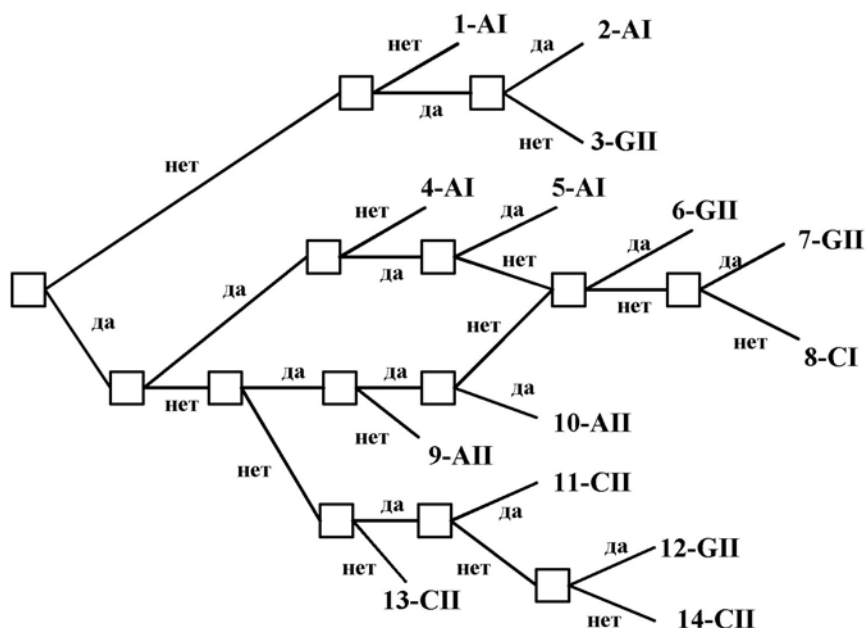 нет
1-AI
да
2-AI
да
нет
3-GII
нет
нет
4-AI
да
5-AI
да
нет
6-GII
да
7-GII
да
да
нет
нет
8-CI
да
нет
нет
да
да
да
10-AII
нет
9-AII
нет
да
11-CII
да
нет
нет
13-CII
да
12-GII
нет
14-CII